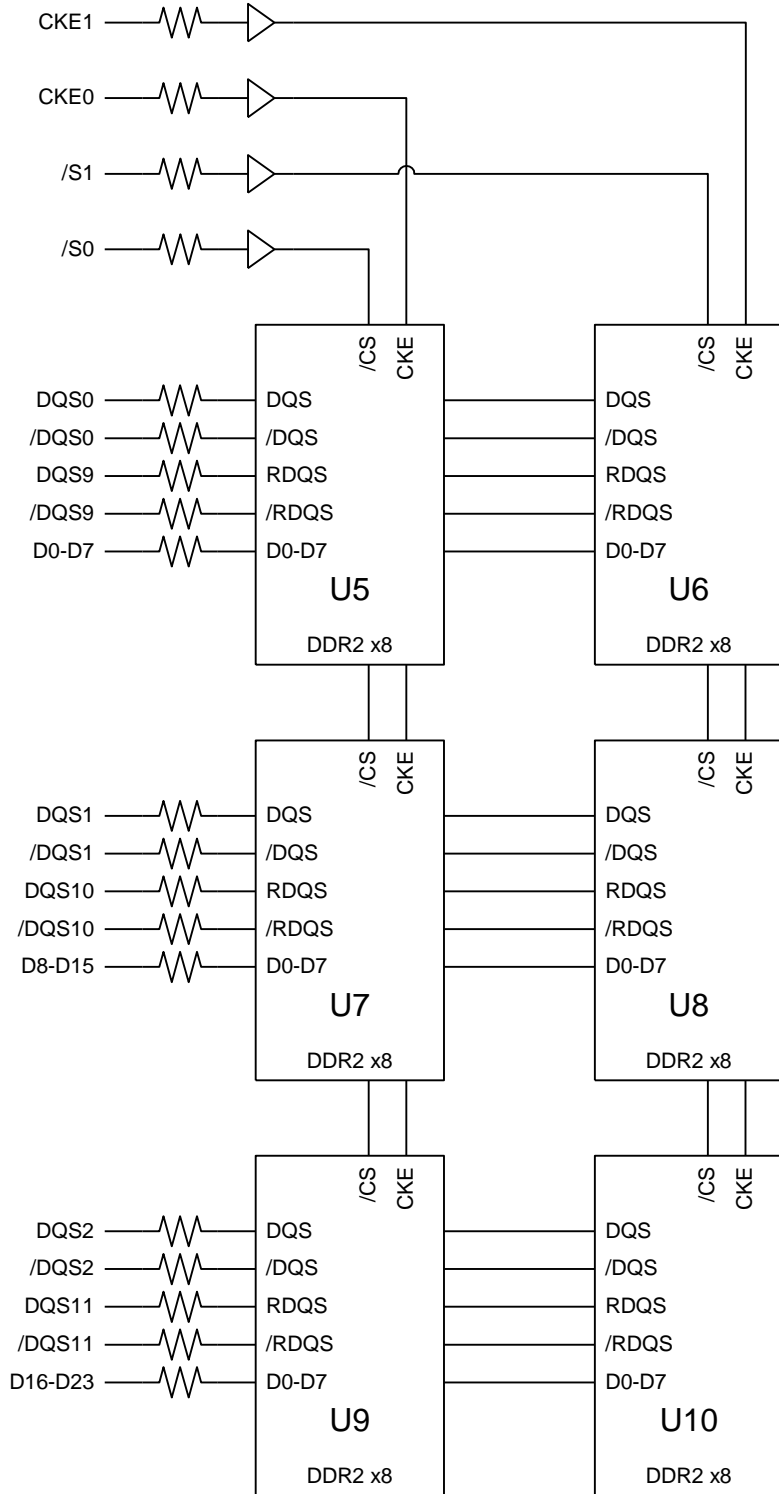 CKE1
CKE0
/S1
/S0
/CS CKE /CS CKE
DQS0 DQS DQS
/DQS0 /DQS /DQS
DQS9 RDQS RDQS
/DQS9 /RDQS /RDQS
D0-D7 D0-D7 D0-D7
U5 U6
DDR2 x8 DDR2 x8
/CS CKE /CS CKE
DQS1 DQS DQS
/DQS1 /DQS /DQS
DQS10 RDQS RDQS
/DQS10 /RDQS /RDQS
D8-D15 D0-D7 D0-D7
U7 U8
DDR2 x8 DDR2 x8
/CS CKE /CS CKE
DQS2 DQS DQS
/DQS2 /DQS /DQS
DQS11 RDQS RDQS
/DQS11 /RDQS /RDQS
D16-D23 D0-D7 D0-D7
U9 U10
DDR2 x8 DDR2 x8